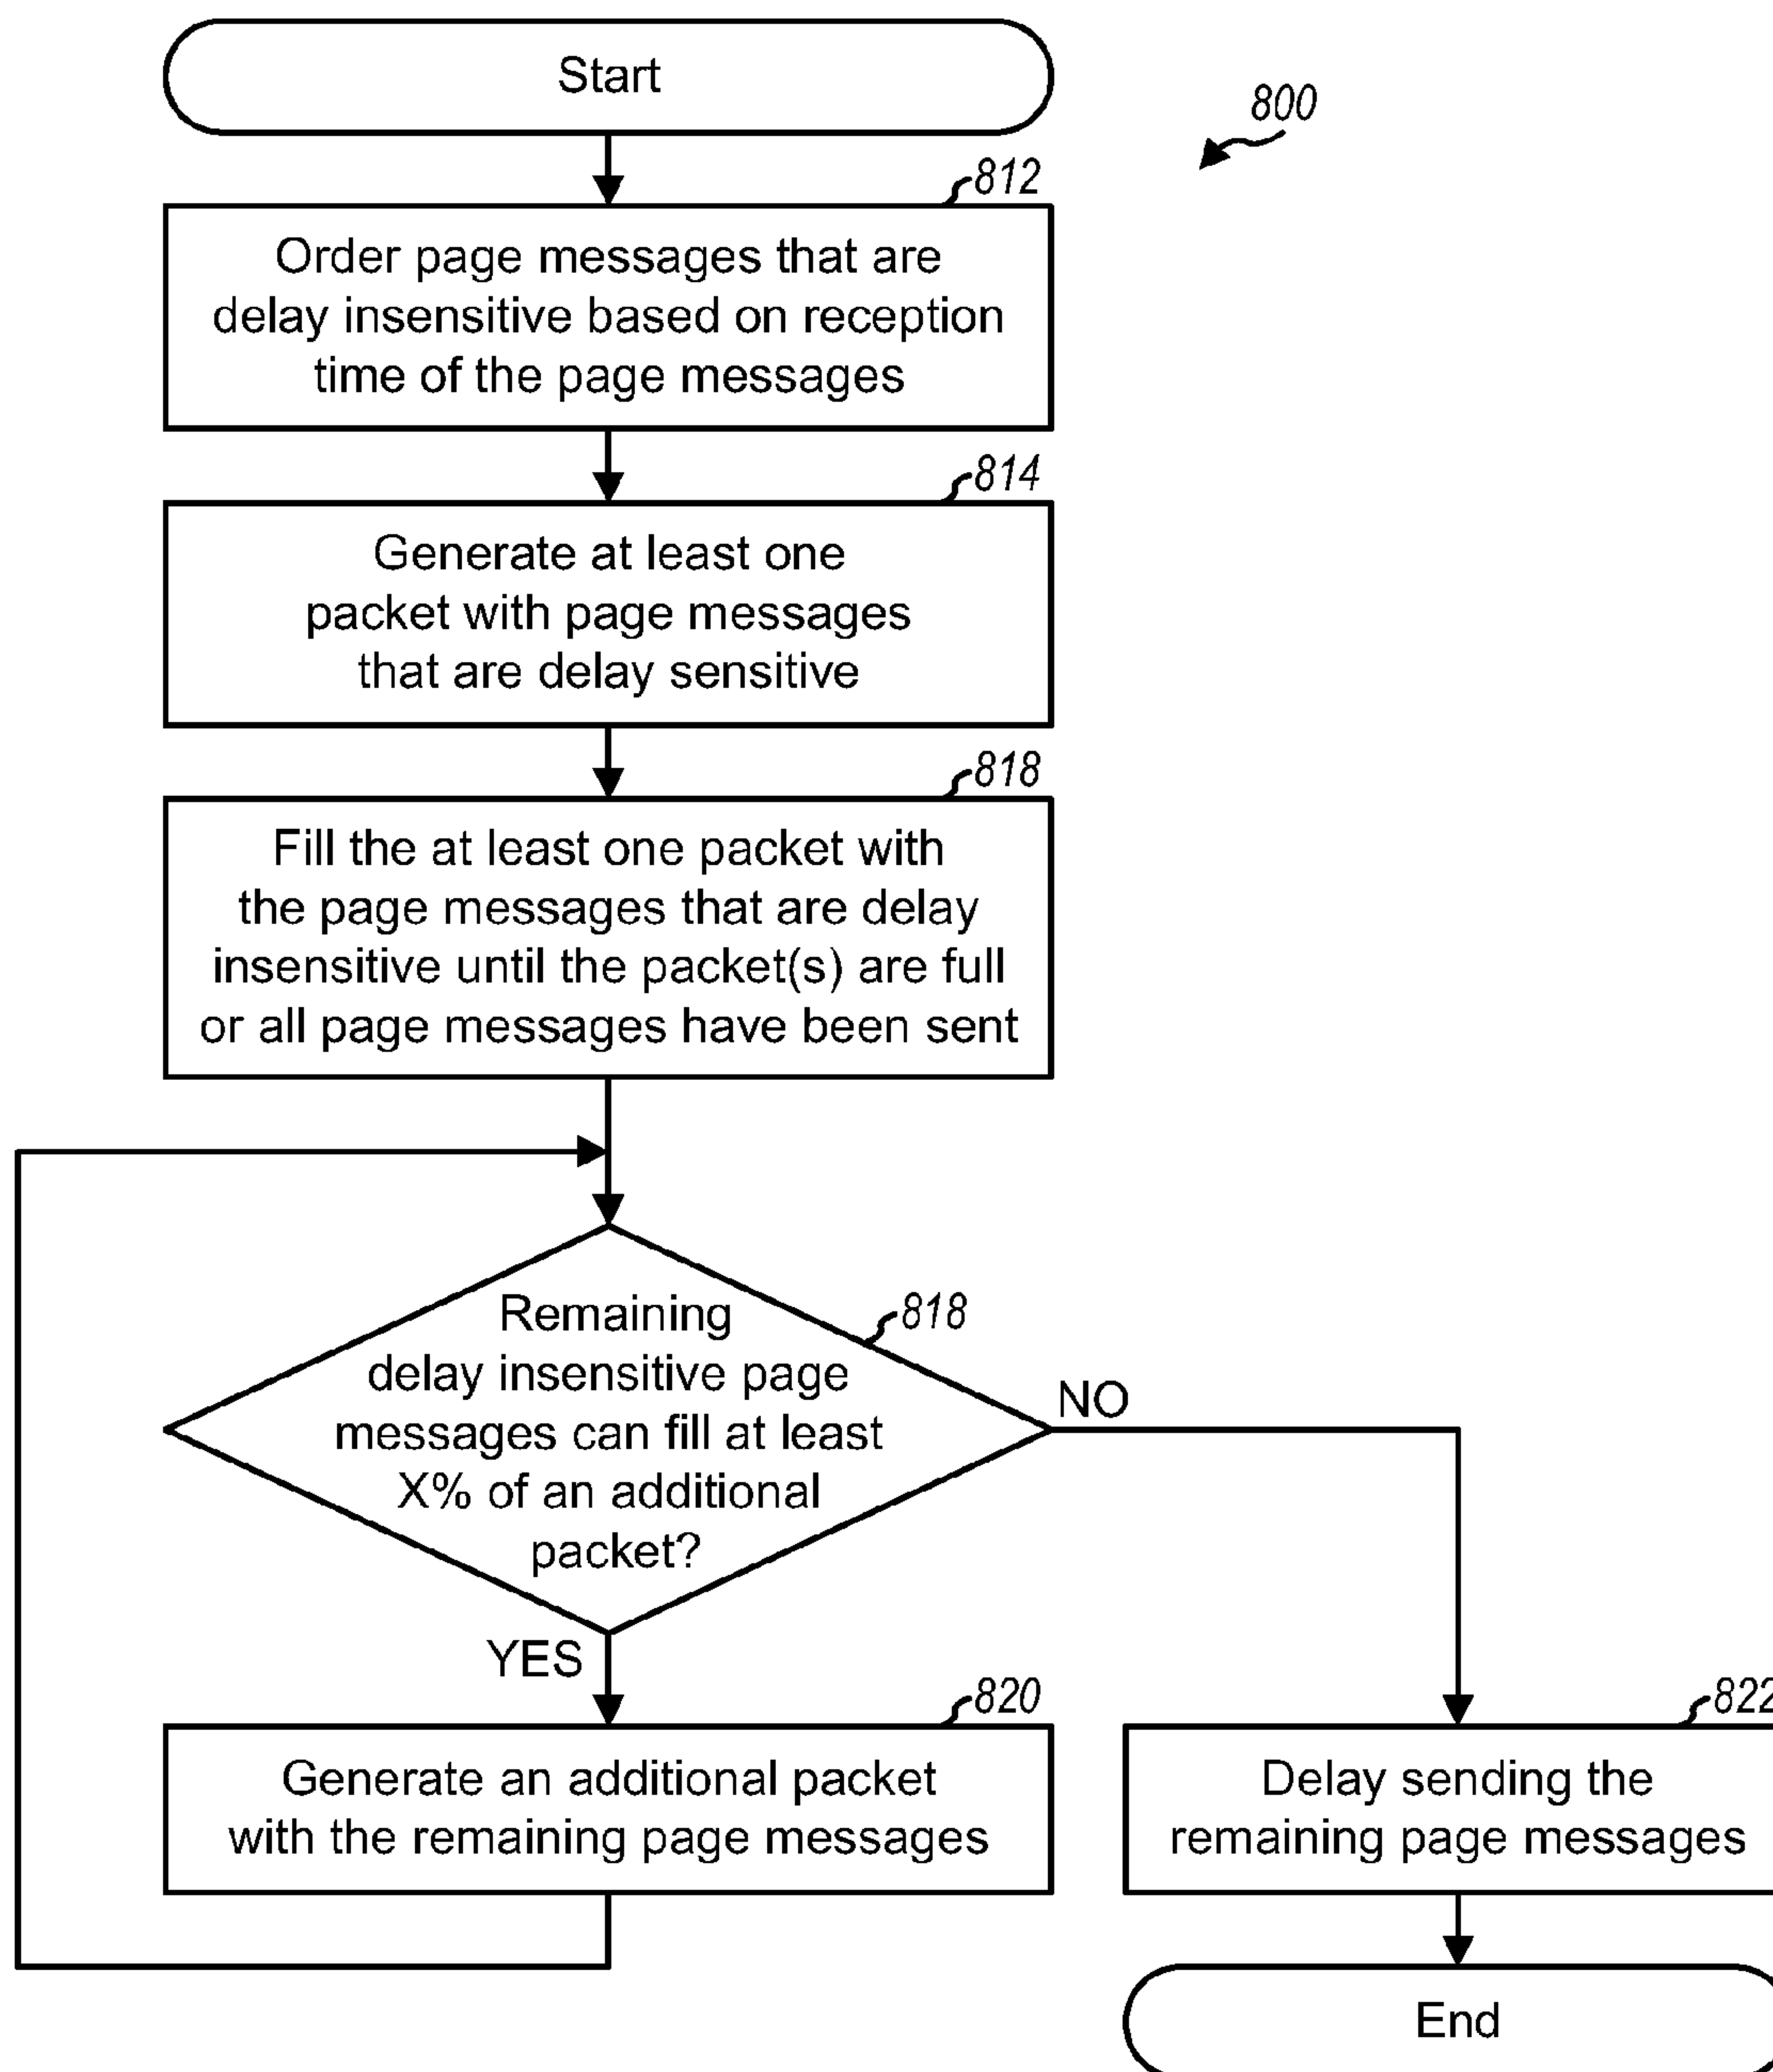 Start
800
812
Order page messages that are
delay insensitive based on reception
time of the page messages
814
Generate at least one
packet with page messages
that are delay sensitive
818
Fill the at least one packet with
the page messages that are delay
insensitive until the packet(s) are full
or all page messages have been sent
818
Remaining
delay insensitive page
messages can fill at least
X% of an additional
packet?
NO
YES
820
Generate an additional packet
with the remaining page messages
822
Delay sending the
remaining page messages
End